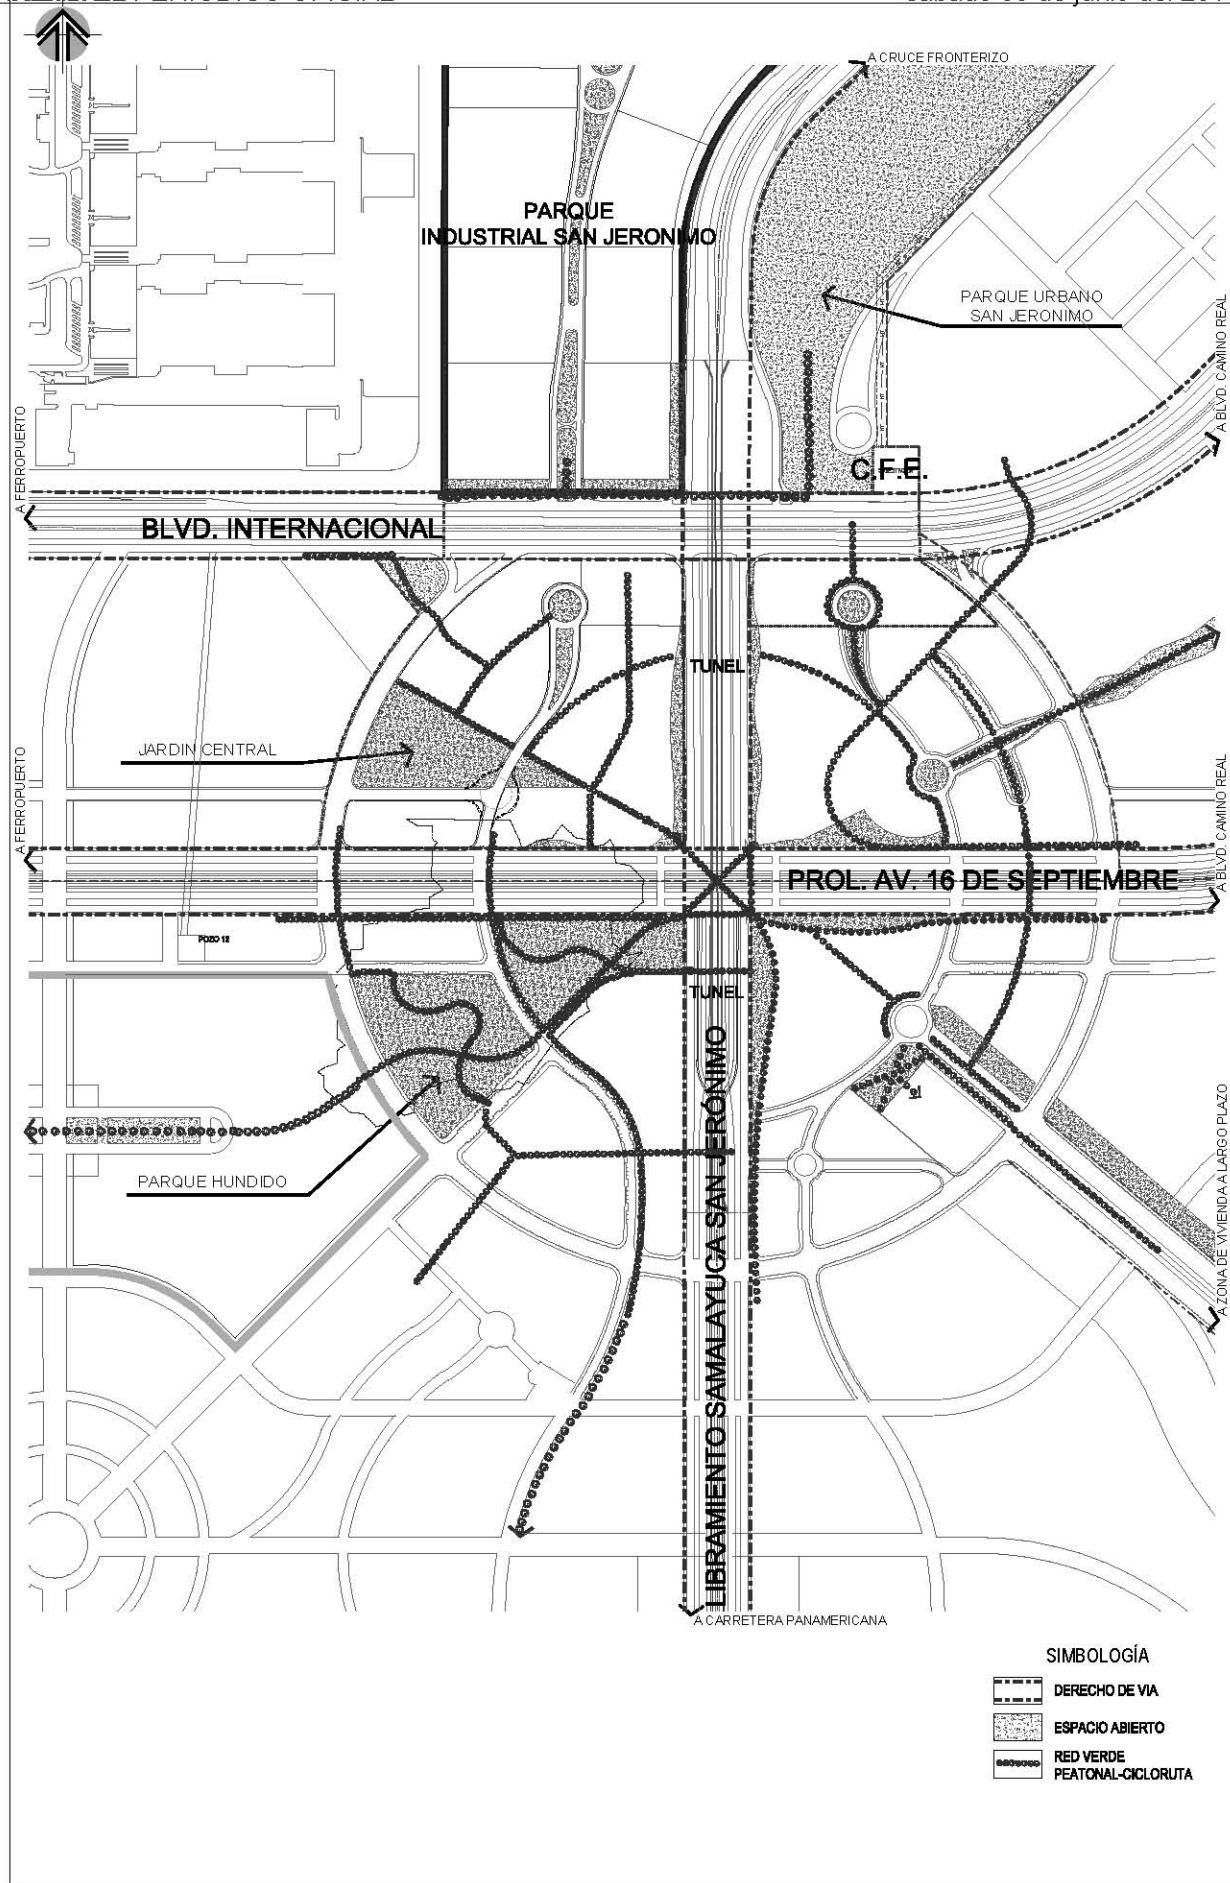 A CRUCE FRONTERIZO
PARQUE
INDUSTRIAL SAN JERONIMO
PARQUE URBANO
SAN JERONIMO
A BLVD. CAMINO REAL
A FERROPUERTO
C.F.E.
BLVD. INTERNACIONAL
TUNEL
JARDIN CENTRAL
A FERROPUERTO
A BLVD. CAMINO REAL
PROL. AV. 16 DE SEPTIEMBRE
POZO 12
TUNEL
LIBRAMIENTO SAMALAYUCA SAN JERÓNIMO
PARQUE HUNDIDO
A ZONA DE VIVIENDA A LARGO PLAZO
A CARRETERA PANAMERICANA
SIMBOLOGÍA
DERECHO DE VIA
ESPACIO ABIERTO
RED VERDE
PEATONAL-CICLORUTA